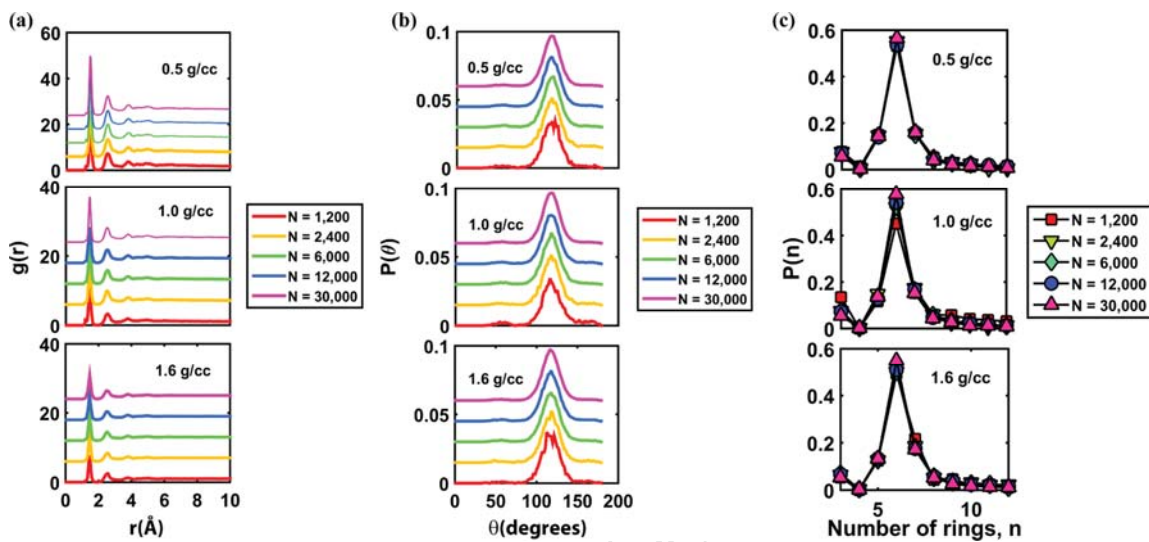 (a)
60
40
20
0
0.5 g/cc
40
20
0
1.0 g/cc
40
20
0
1.6 g/cc
0 2 4 6 8 10
g(r)
r(Å)
N = 1,200
N = 2,400
N = 6,000
N = 12,000
N = 30,000
(b)
0.1
0.05
0
0.5 g/cc
0.1
0.05
0
1.0 g/cc
0.1
0.05
0
1.6 g/cc
0 50 100 150 200
P(θ)
θ(degrees)
N = 1,200
N = 2,400
N = 6,000
N = 12,000
N = 30,000
(c)
0.6
0.4
0.2
0
0.5 g/cc
0.6
0.4
0.2
0
1.0 g/cc
0.6
0.4
0.2
0
1.6 g/cc
5 10
P(n)
Number of rings, n
N = 1,200
N = 2,400
N = 6,000
N = 12,000
N = 30,000